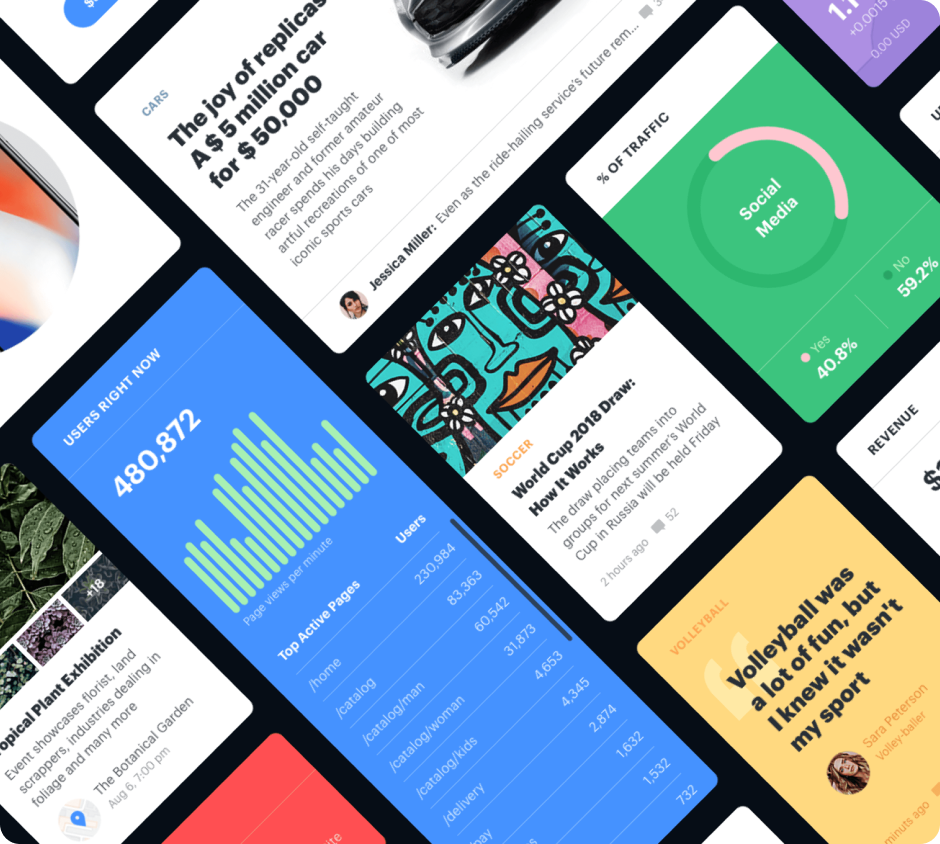 CARS
The joy of replicas
A $ 5 million car
for $ 50,000
The 31-year-old self-taught
engineer and former amateur
racer spends his days building
artful recreations of one of most
iconic sports cars
Jessica Miller: Even as the ride-hailing service's future rem...
% OF TRAFFIC
Social
Media
No
59.2%
Yes
40.8%
+0.0015
0.00 USD
USERS RIGHT NOW
480,872
Page views per minute
Top Active Pages Users
/home 230,984
/catalog 83,363
/catalog/man 60,542
/catalog/woman 31,873
/catalog/kids 4,653
/delivery 4,345
2,874
1,632
1,532
732
SOCCER
World Cup 2018 Draw:
How It Works
The draw placing teams into
groups for next summer's World
Cup in Russia will be held Friday
2 hours ago 52
REVENUE
VOLLEYBALL
Volleyball was
a lot of fun, but
I knew it wasn't
my sport
Sara Peterson
Volley-baller
+18
Plant Exhibition
Event showcases florist, land
scrappers, industries dealing in
foliage and many more
The Botanical Garden
Aug 6, 7:00 pm